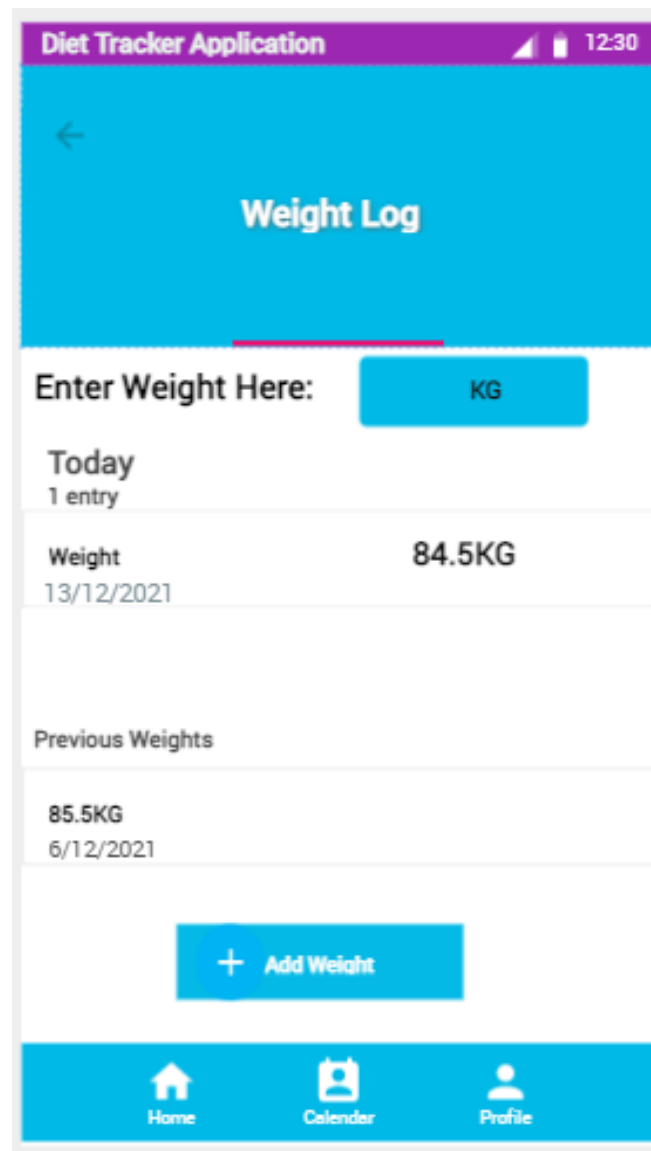 Diet Tracker Application 12:30
Weight Log
Enter Weight Here: KG
Today
1 entry
Weight 84.5KG
13/12/2021
Previous Weights
85.5KG
6/12/2021
+ Add Weight
Home Calender Profile